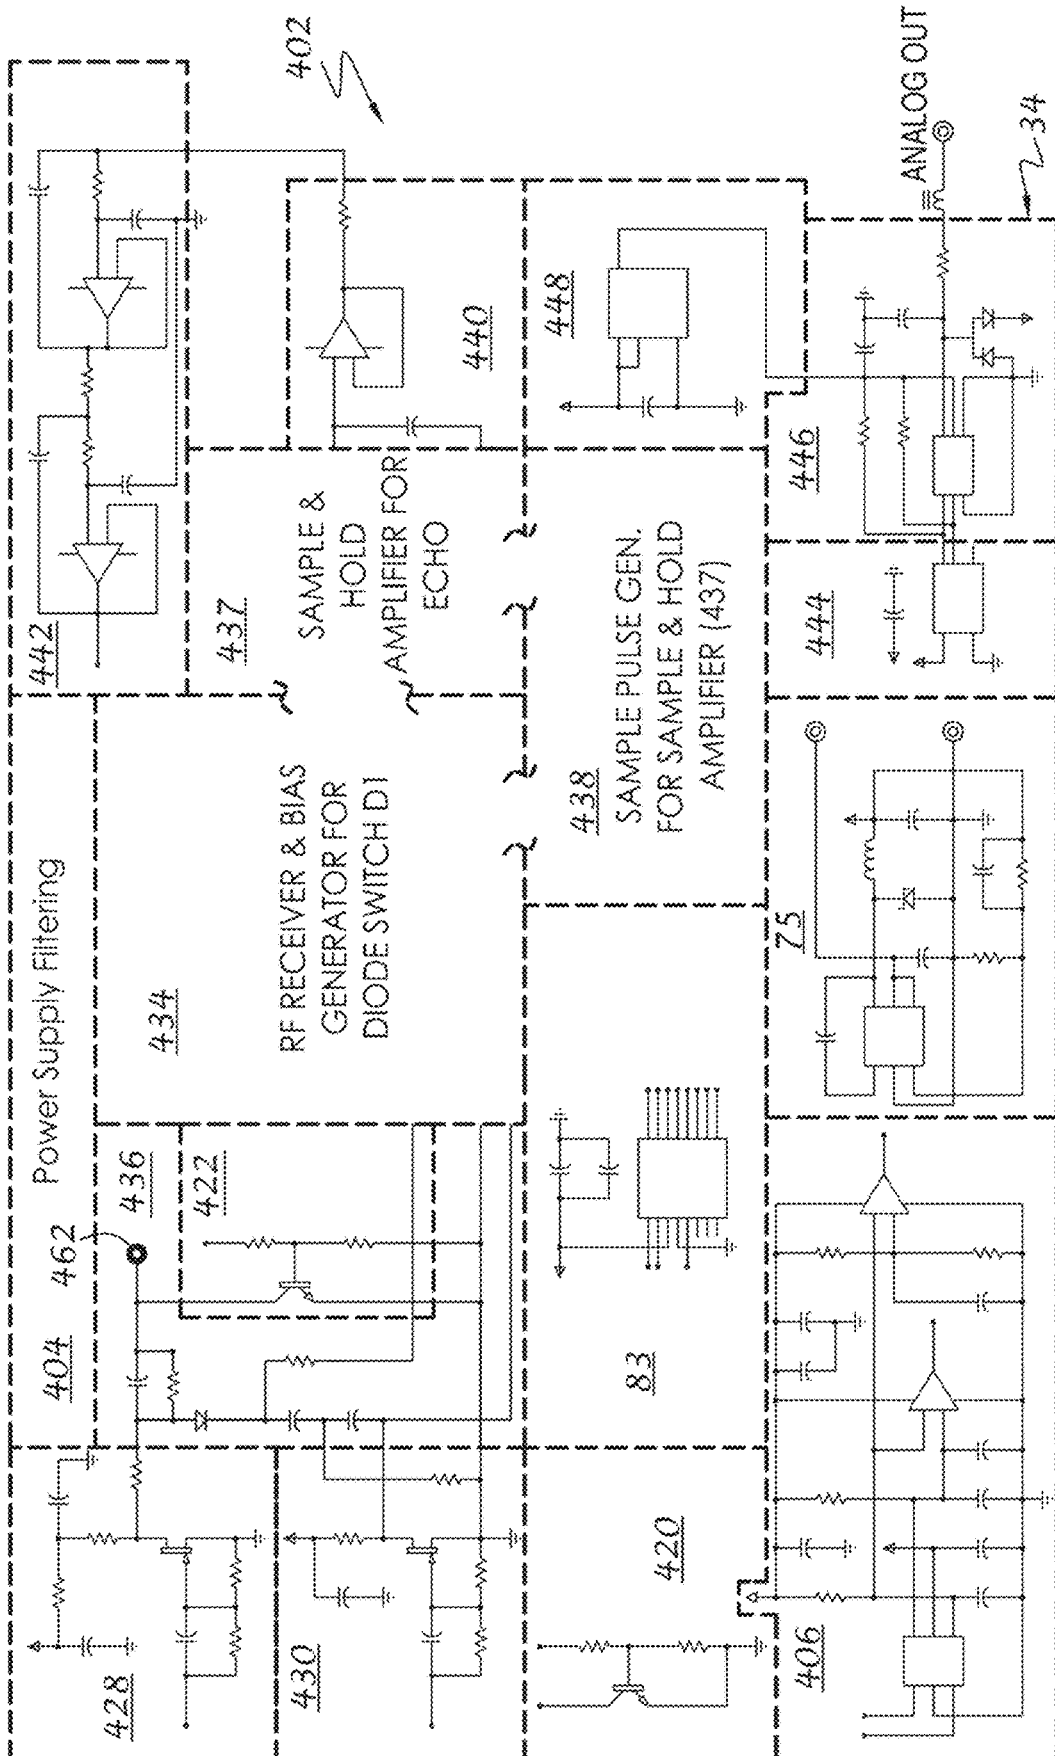 402
442
Power Supply Filtering
404
462
436
422
434
RF RECEIVER & BIAS
GENERATOR FOR
DIODE SWITCH D1
437
SAMPLE &
HOLD
AMPLIFIER FOR
ECHO
440
448
438
SAMPLE PULSE GEN.
FOR SAMPLE & HOLD
AMPLIFIER (437)
428
430
420
83
406
75
444
446
ANALOG OUT
34